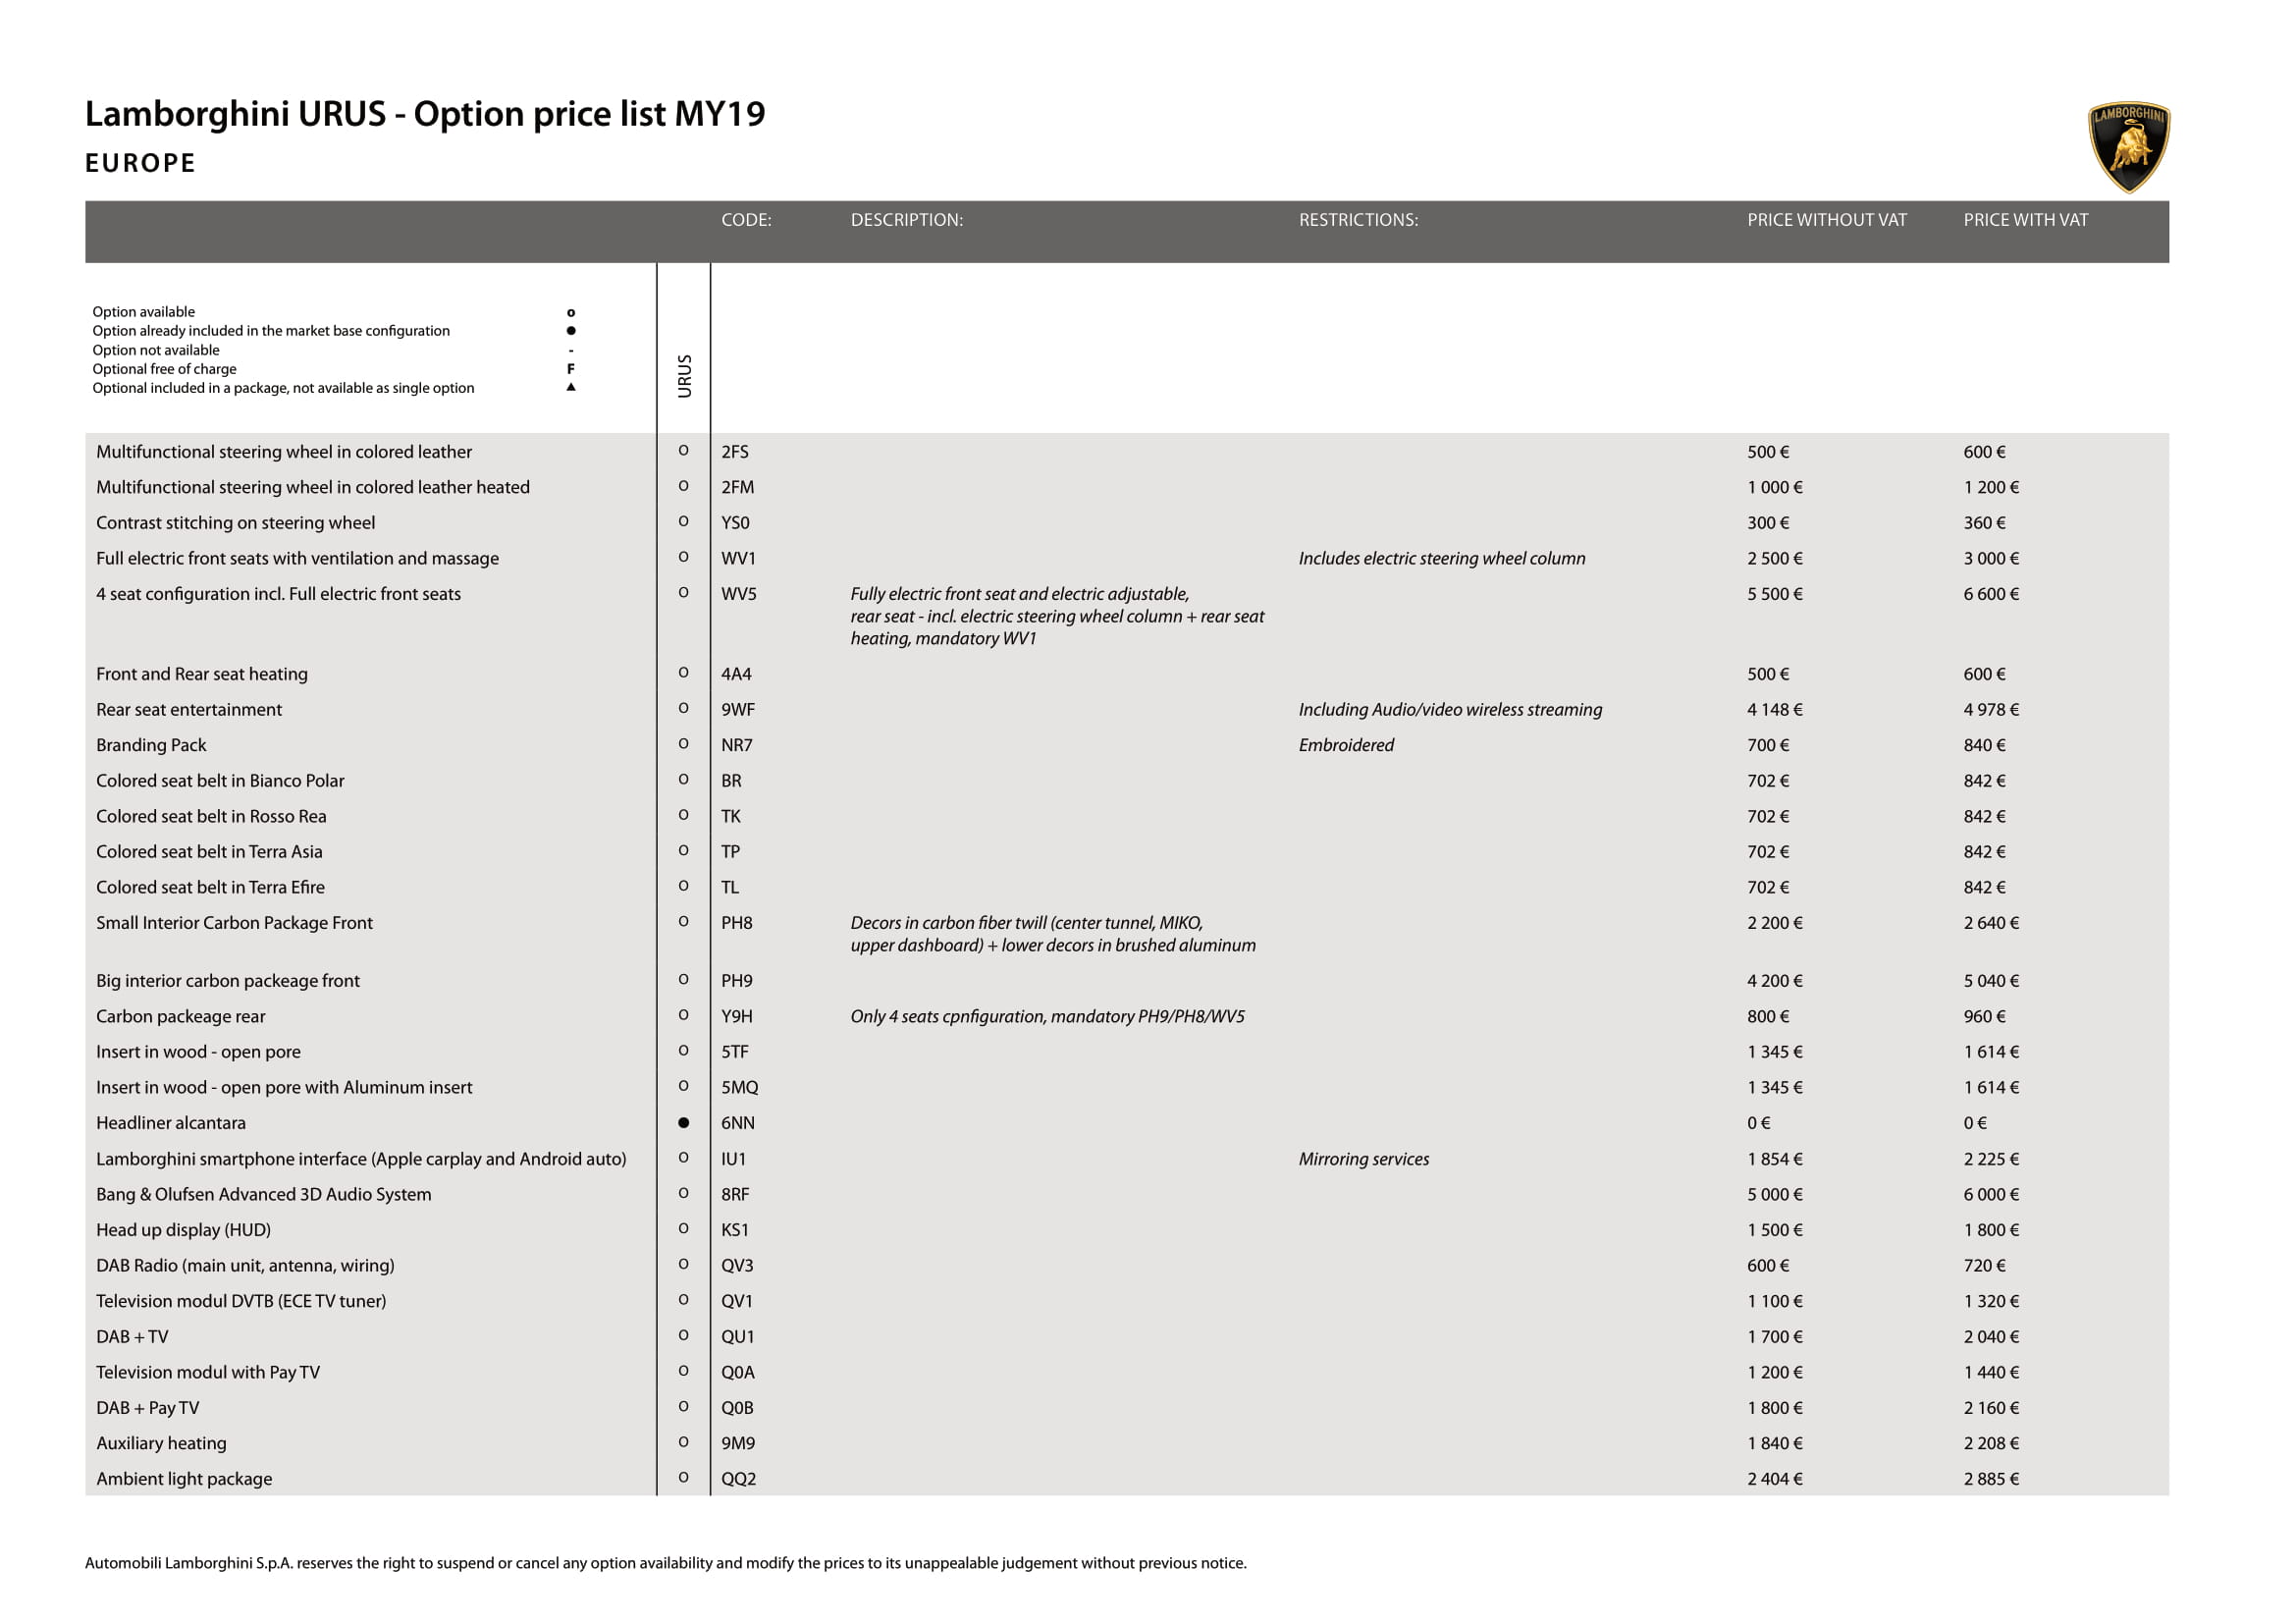 Lamborghini URUS - Option price list MY19
EUROPE
LAMBORGHINI
CODE: DESCRIPTION: RESTRICTIONS: PRICE WITHOUT VAT PRICE WITH VAT
Option available o
Option already included in the market base configuration ●
Option not available -
Optional free of charge F
Optional included in a package, not available as single option ▲
URUS
Multifunctional steering wheel in colored leather O 2FS 500 € 600 €
Multifunctional steering wheel in colored leather heated O 2FM 1 000 € 1 200 €
Contrast stitching on steering wheel O YS0 300 € 360 €
Full electric front seats with ventilation and massage O WV1 Includes electric steering wheel column 2 500 € 3 000 €
4 seat configuration incl. Full electric front seats O WV5 Fully electric front seat and electric adjustable, 5 500 € 6 600 €
rear seat - incl. electric steering wheel column + rear seat
heating, mandatory WV1
Front and Rear seat heating O 4A4 500 € 600 €
Rear seat entertainment O 9WF Including Audio/video wireless streaming 4 148 € 4 978 €
Branding Pack O NR7 Embroidered 700 € 840 €
Colored seat belt in Bianco Polar O BR 702 € 842 €
Colored seat belt in Rosso Rea O TK 702 € 842 €
Colored seat belt in Terra Asia O TP 702 € 842 €
Colored seat belt in Terra Efire O TL 702 € 842 €
Small Interior Carbon Package Front O PH8 Decors in carbon fiber twill (center tunnel, MIKO, 2 200 € 2 640 €
upper dashboard) + lower decors in brushed aluminum
Big interior carbon packeage front O PH9 4 200 € 5 040 €
Carbon packeage rear O Y9H Only 4 seats cpnfiguration, mandatory PH9/PH8/WV5 800 € 960 €
Insert in wood - open pore O 5TF 1 345 € 1 614 €
Insert in wood - open pore with Aluminum insert O 5MQ 1 345 € 1 614 €
Headliner alcantara ● 6NN 0 € 0 €
Lamborghini smartphone interface (Apple carplay and Android auto) O IU1 Mirroring services 1 854 € 2 225 €
Bang & Olufsen Advanced 3D Audio System O 8RF 5 000 € 6 000 €
Head up display (HUD) O KS1 1 500 € 1 800 €
DAB Radio (main unit, antenna, wiring) O QV3 600 € 720 €
Television modul DVTB (ECE TV tuner) O QV1 1 100 € 1 320 €
DAB + TV O QU1 1 700 € 2 040 €
Television modul with Pay TV O Q0A 1 200 € 1 440 €
DAB + Pay TV O Q0B 1 800 € 2 160 €
Auxiliary heating O 9M9 1 840 € 2 208 €
Ambient light package O QQ2 2 404 € 2 885 €
Automobili Lamborghini S.p.A. reserves the right to suspend or cancel any option availability and modify the prices to its unappealable judgement without previous notice.